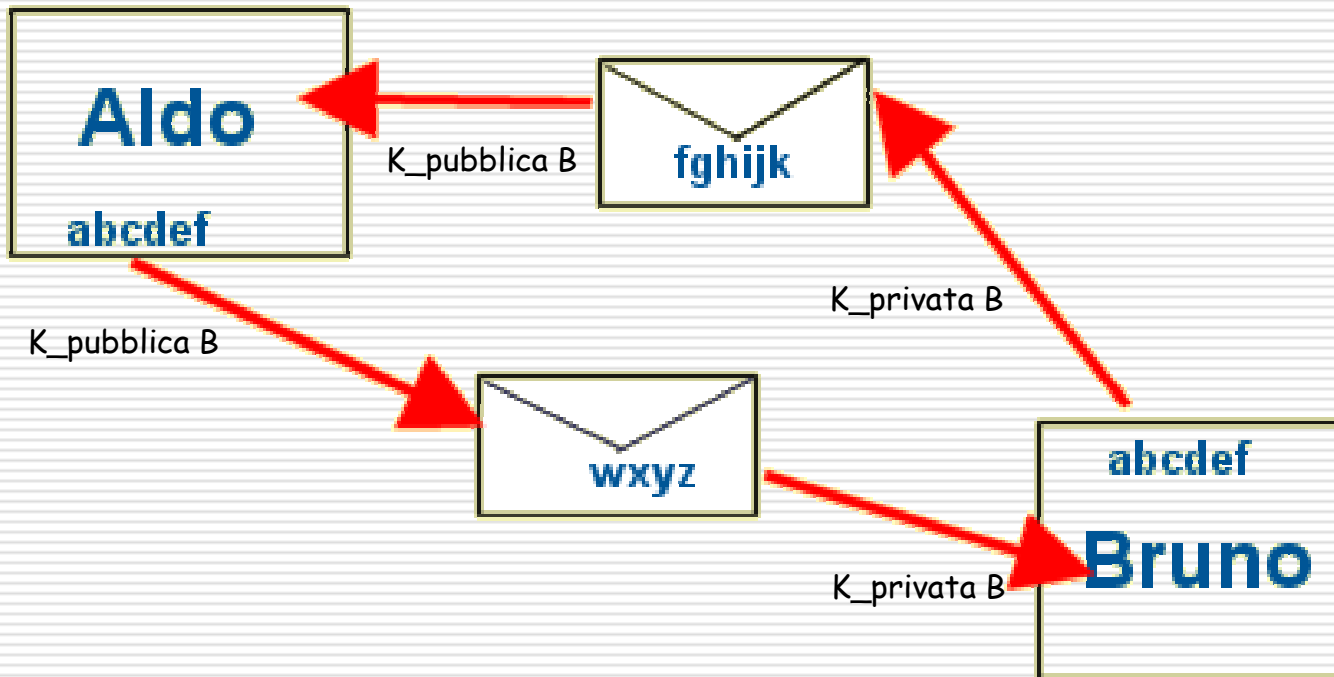 Aldo
K_pubblica B
fghijk
abcdef
K_privata B
K_pubblica B
abcdef
wxyz
Bruno
K_privata B